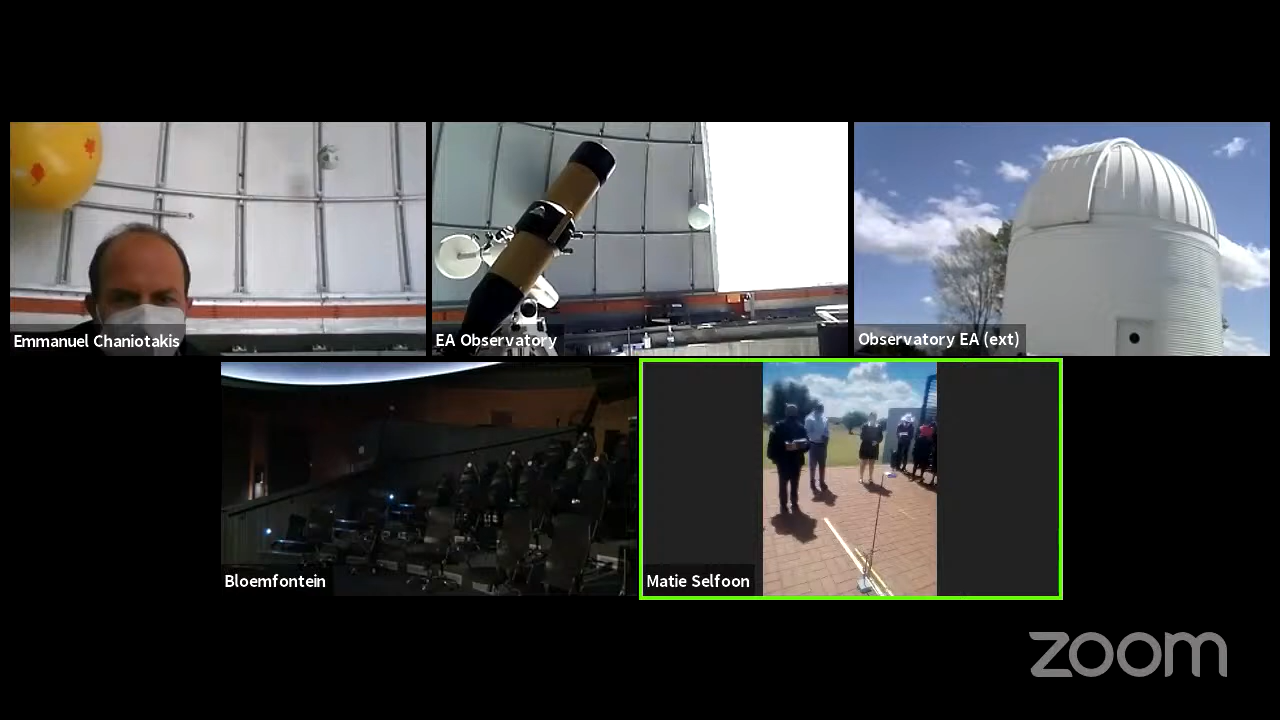 Emmanuel Chaniotakis
EA Observatory
Observatory EA (ext)
Bloemfontein
Matie Selfoon
zoom